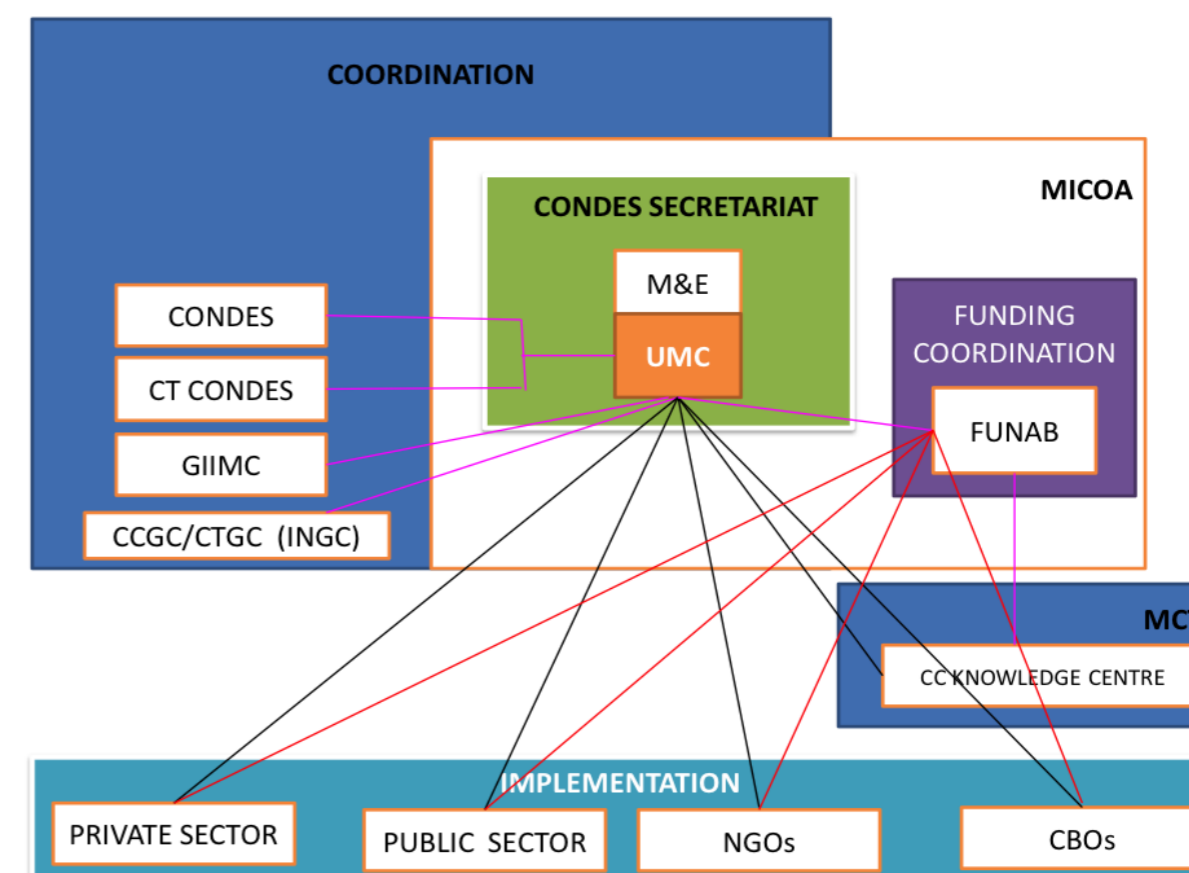 COORDINATION
MICOA
CONDES SECRETARIAT
M&E
UMC
FUNDING
COORDINATION
FUNAB
CONDES
CT CONDES
GIIMC
CCGC/CTGC (INGC)
CC KNOWLEDGE CENTRE
IMPLEMENTATION
PRIVATE SECTOR
PUBLIC SECTOR
NGOs
CBOs